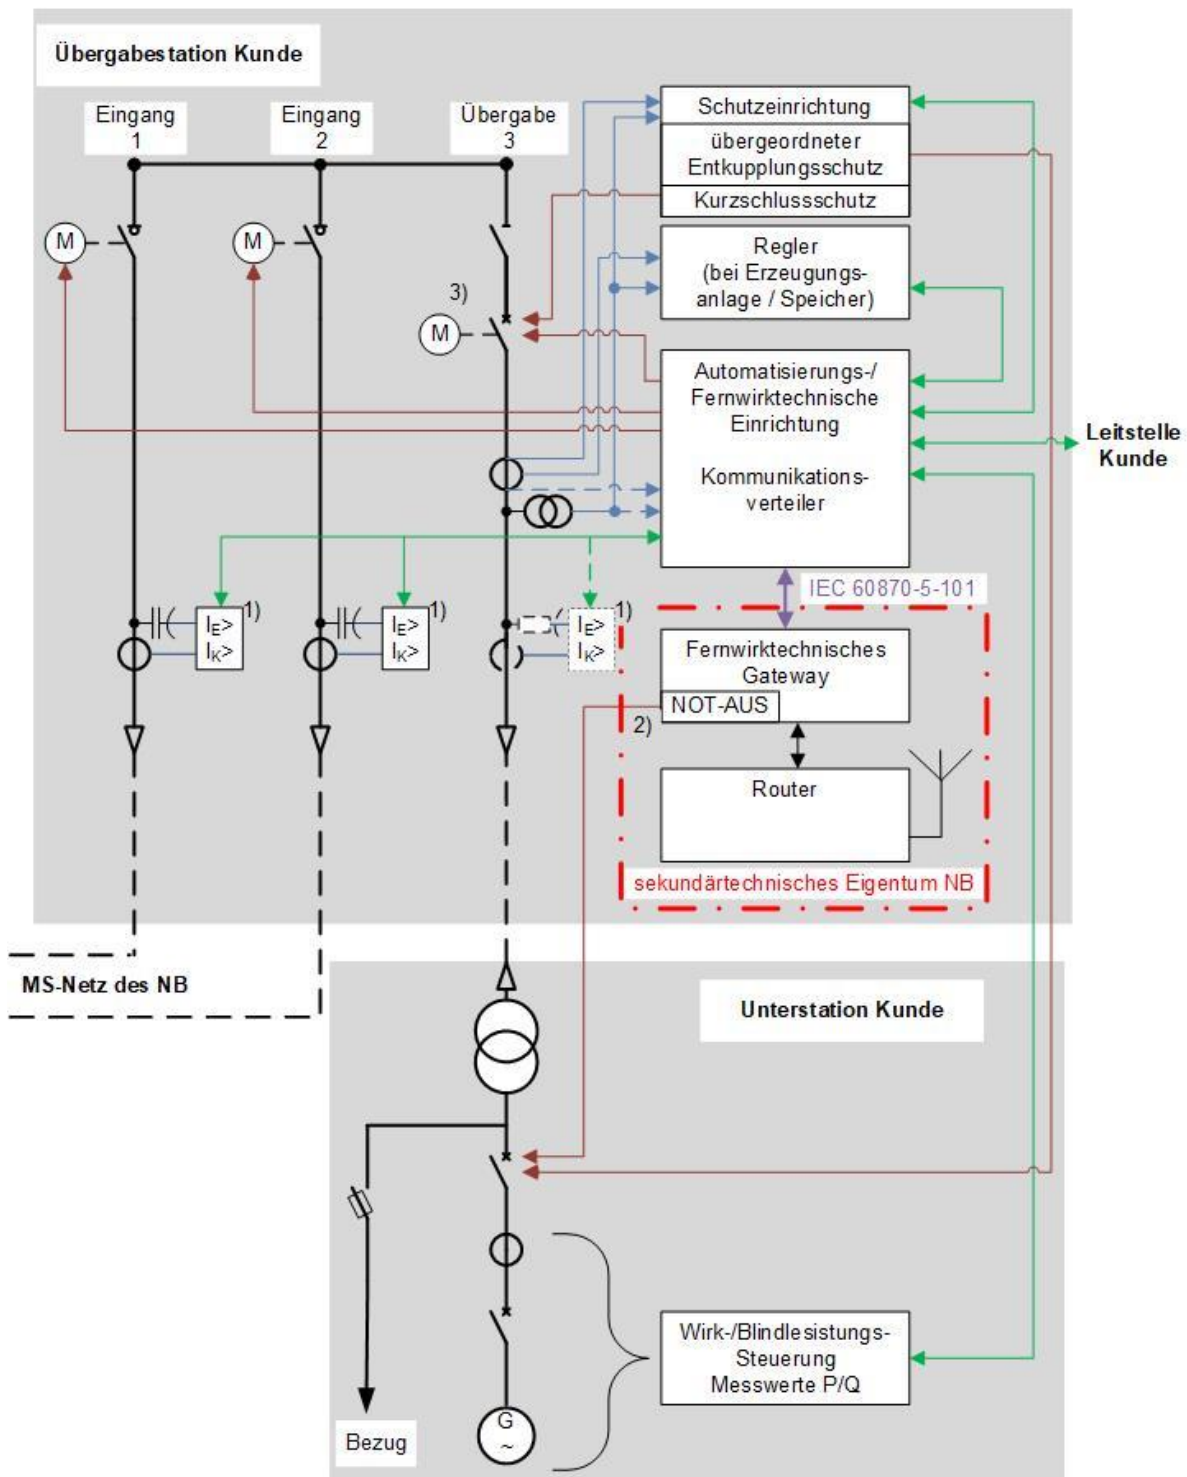 Übergabestation Kunde
Eingang
1
Eingang
2
Übergabe
3
Schutzeinrichtung
übergeordneter
Entkupplungsschutz
Kurzschlussschutz
M
M
Regler
(bei Erzeugungs-
anlage / Speicher)
3)
M
Automatisierungs-/
Fernwirktechnische
Einrichtung
Kommunikations-
verteiler
Leitstelle
Kunde
IEC 60870-5-101
IE>
IK>
1)
IE>
IK>
1)
IE>
IK>
1)
Fernwirktechnisches
Gateway
NOT-AUS
2)
Router
sekundärtechnisches Eigentum NB
MS-Netz des NB
Unterstation Kunde
Wirk-/Blindlesistungs-
Steuerung
Messwerte P/Q
G
~
Bezug